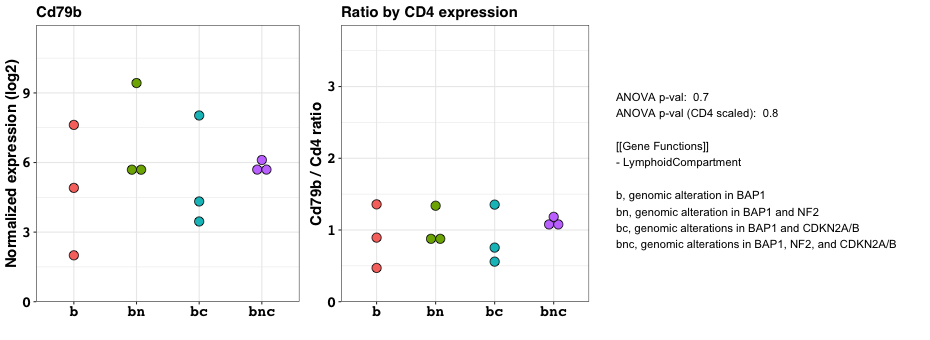 Cd79b
Normalized expression (log2)
9
6
3
0
b bn bc bnc
Ratio by CD4 expression
Cd79b / Cd4 ratio
3
2
1
0
b bn bc bnc
ANOVA p-val: 0.7
ANOVA p-val (CD4 scaled): 0.8
[[Gene Functions]]
- LymphoidCompartment
b, genomic alteration in BAP1
bn, genomic alteration in BAP1 and NF2
bc, genomic alterations in BAP1 and CDKN2A/B
bnc, genomic alterations in BAP1, NF2, and CDKN2A/B